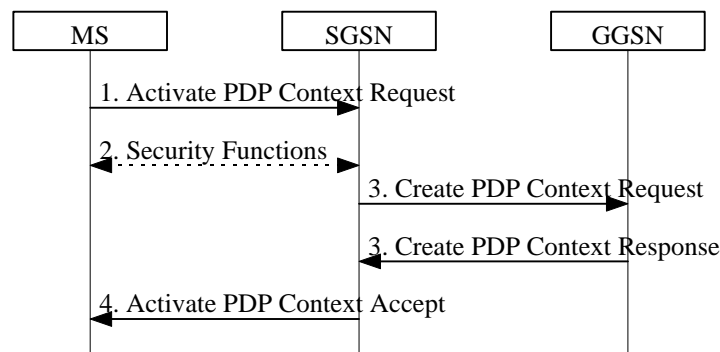 MS
SGSN
GGSN
1. Activate PDP Context Request
2. Security Functions
3. Create PDP Context Request
3. Create PDP Context Response
4. Activate PDP Context Accept